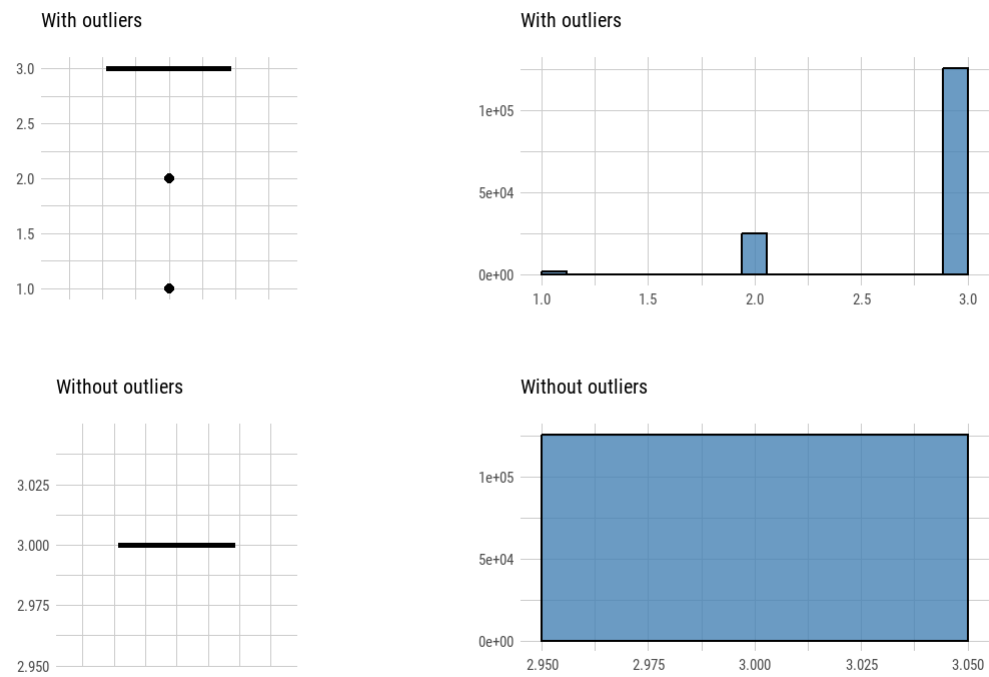 With outliers
3.0
2.5
2.0
1.5
1.0
With outliers
1e+05
5e+04
0e+00
1.0 1.5 2.0 2.5 3.0
Without outliers
3.025
3.000
2.975
2.950
Without outliers
1e+05
5e+04
0e+00
2.950 2.975 3.000 3.025 3.050